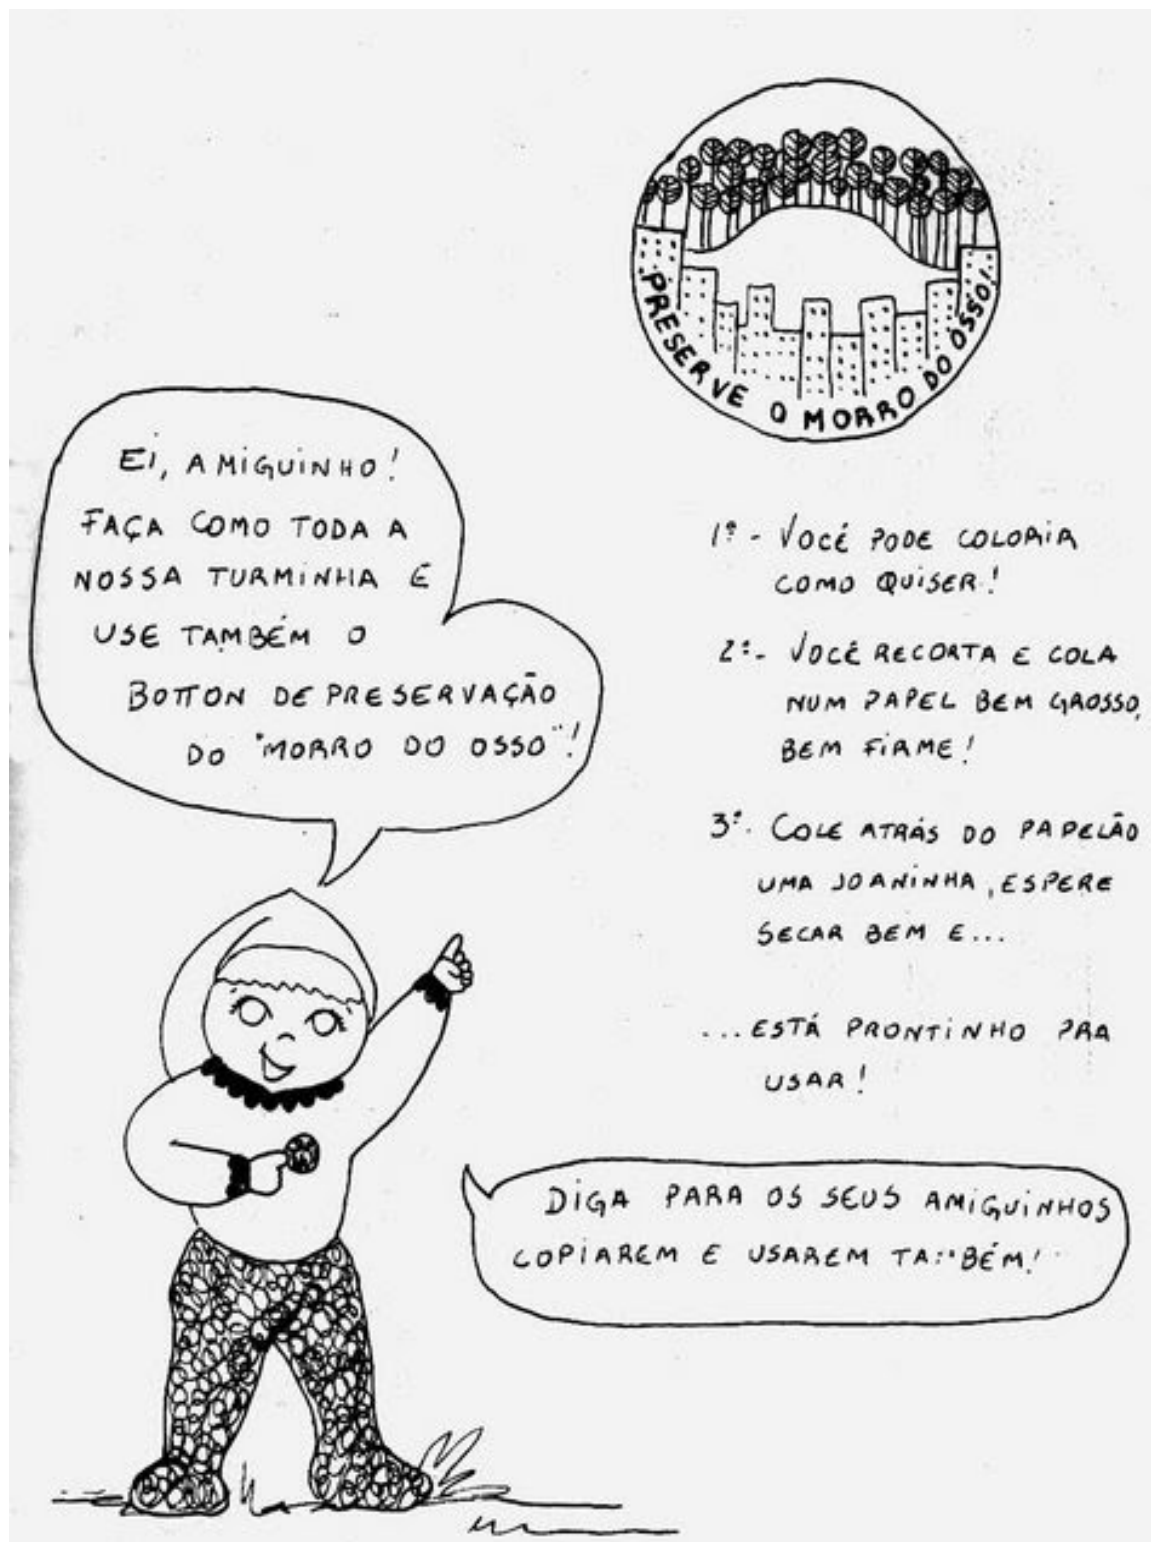 PRESERVE O MORRO DO OSSO!
EI, AMIGUINHO!
FAÇA COMO TODA A
NOSSA TURMINHA E
USE TAMBÉM O
BOTTON DE PRESERVAÇÃO
DO "MORRO DO OSSO"!
1º - VOCÊ PODE COLORIR
COMO QUISER!
2º - VOCÊ RECORTA E COLA
NUM PAPEL BEM GROSSO,
BEM FIRME!
3º. COLE ATRÁS DO PAPELÃO
UMA JOANINHA, ESPERE
SECAR BEM E...
...ESTÁ PRONTINHO PRA
USAR!
DIGA PARA OS SEUS AMIGUINHOS
COPIAREM E USAREM TAMBÉM!